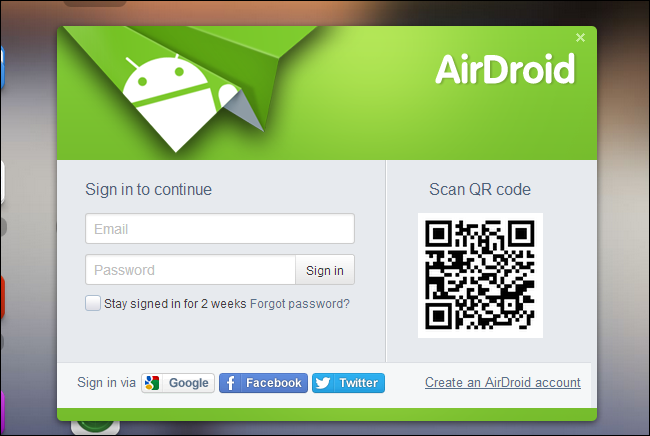 AirDroid
Sign in to continue
Email
Password
Sign in
Stay signed in for 2 weeks Forgot password?
Scan QR code
Sign in via Google Facebook Twitter
Create an AirDroid account